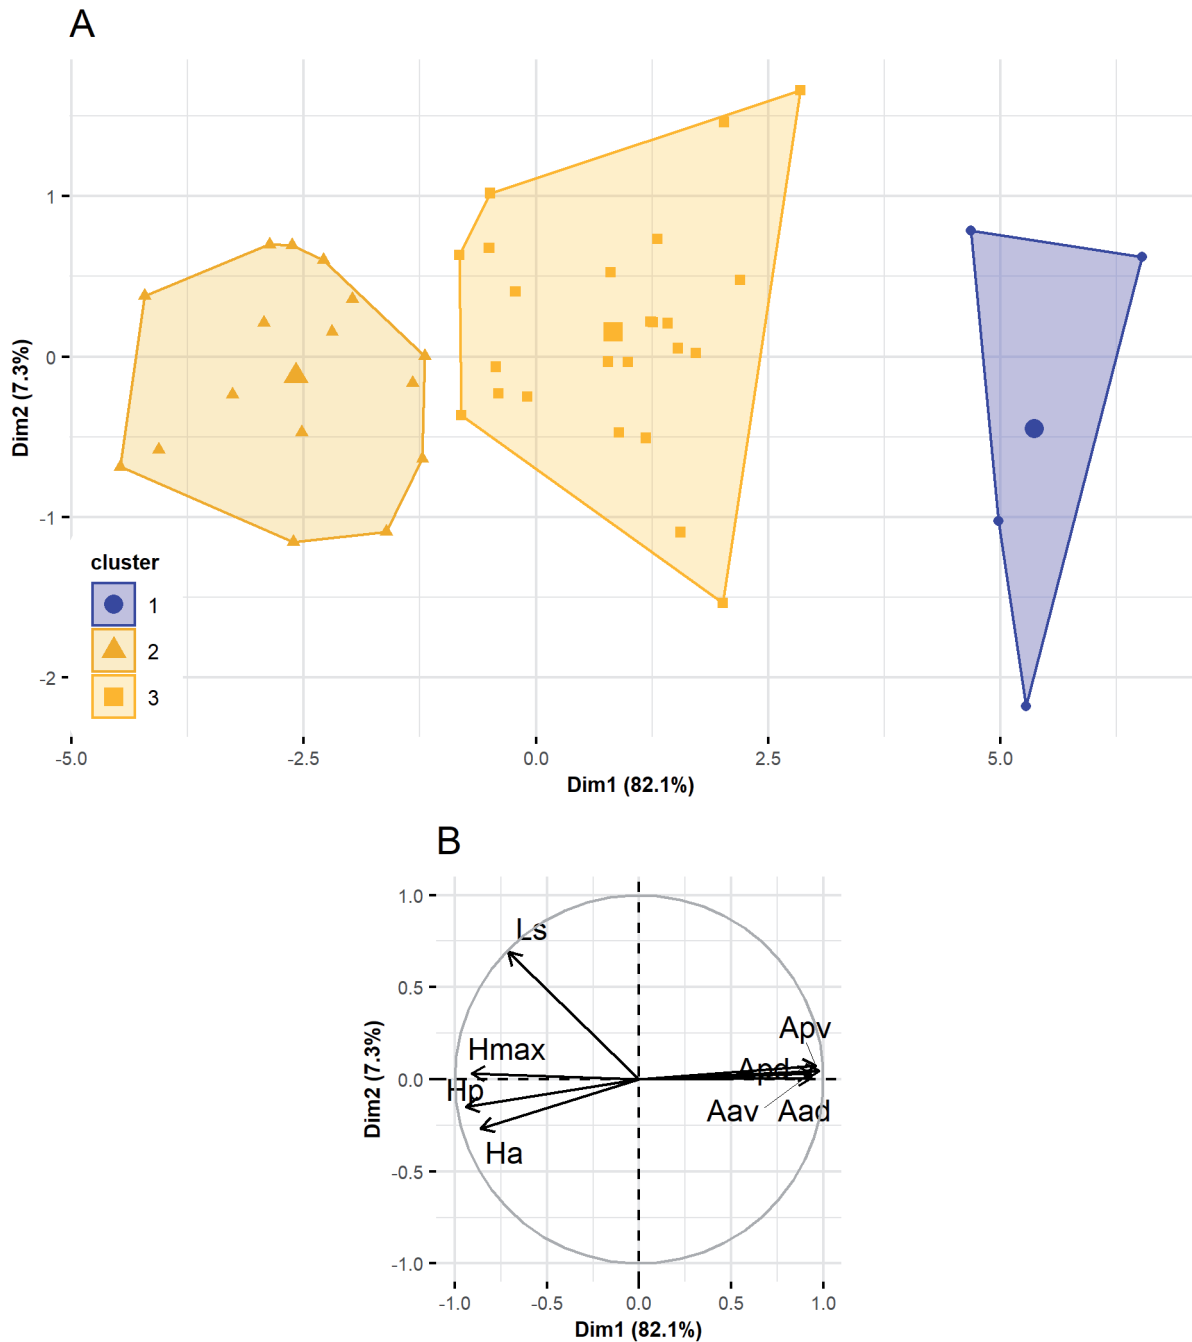 A
1
0
-1
-2
Dim2 (7.3%)
cluster
1
2
3
-5.0 -2.5 0.0 2.5 5.0
Dim1 (82.1%)
B
1.0
0.5
0.0
-0.5
-1.0
Dim2 (7.3%)
Ls
Apv
Hmax
Apd
Hp
Aav Aad
Ha
-1.0 -0.5 0.0 0.5 1.0
Dim1 (82.1%)